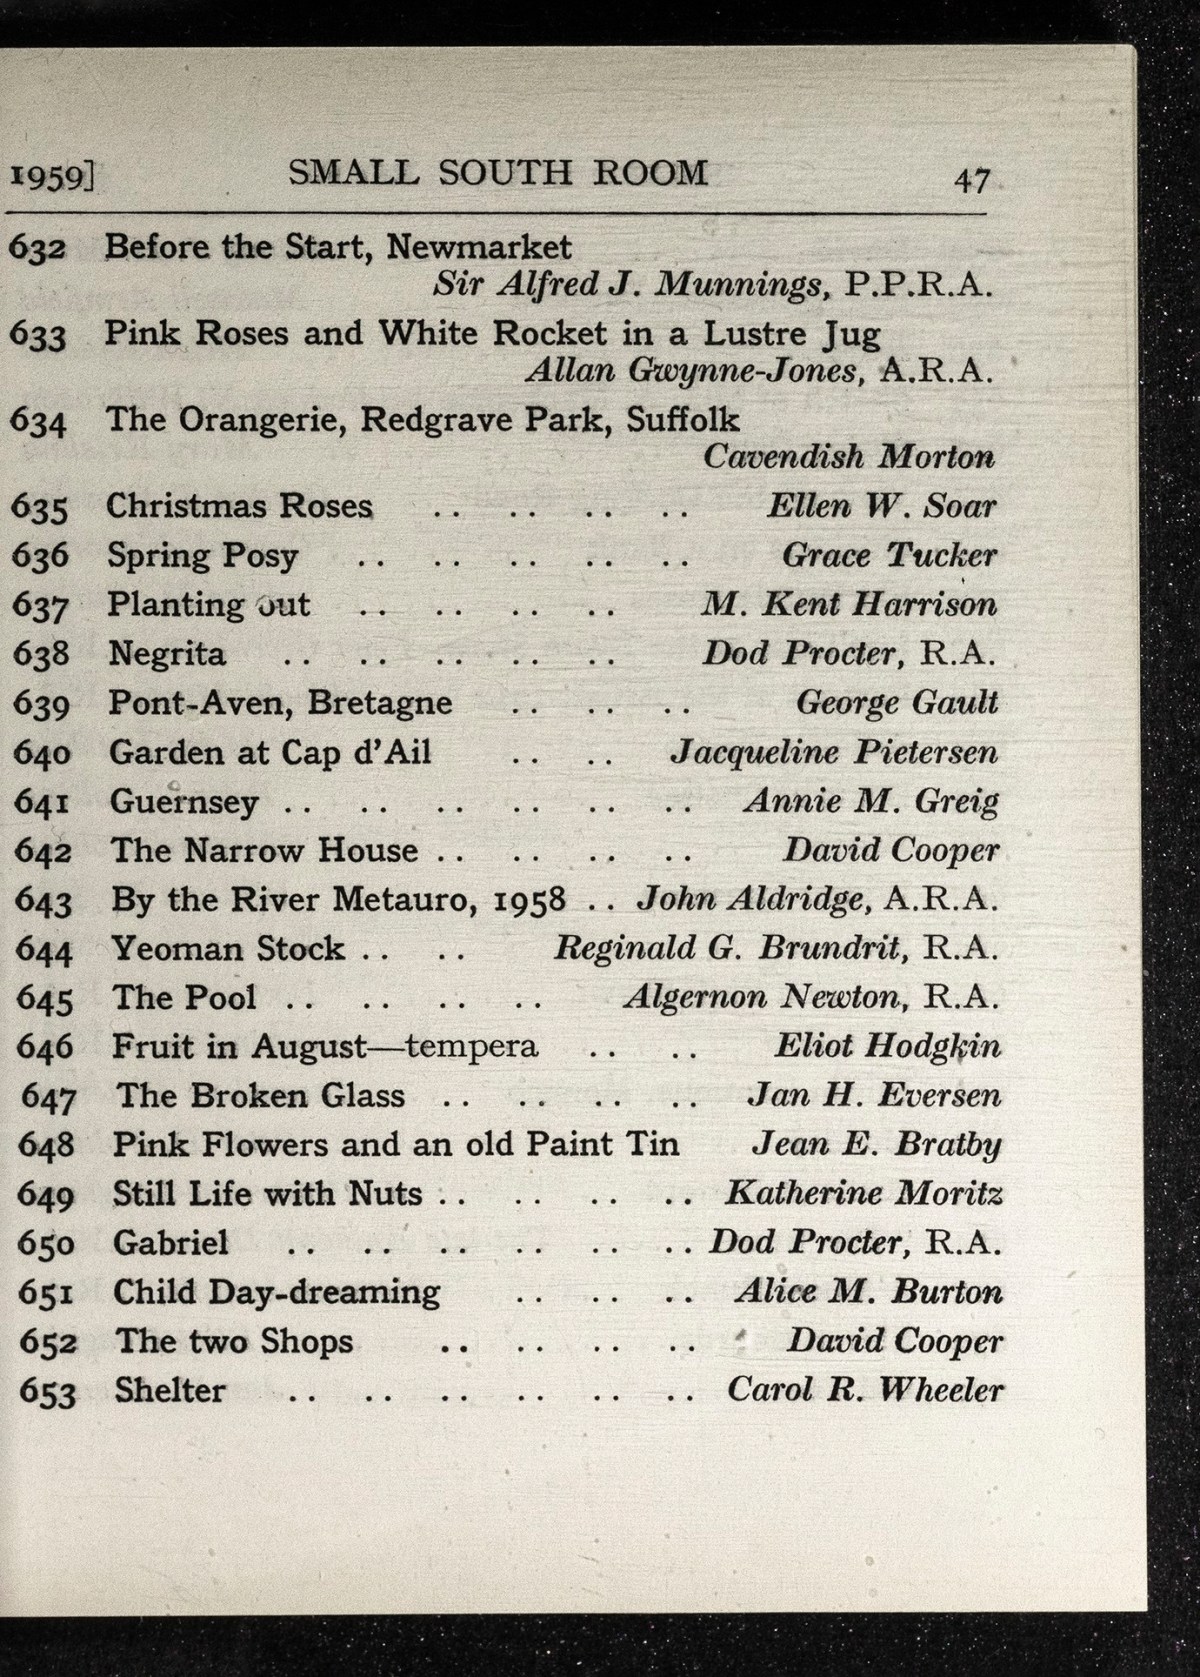 1959] SMALL SOUTH ROOM 47
632 Before the Start, Newmarket
Sir Alfred J. Munnings, P.P.R.A.
633 Pink Roses and White Rocket in a Lustre Jug
Allan Gwynne-Jones, A.R.A.
634 The Orangerie, Redgrave Park, Suffolk
Cavendish Morton
635 Christmas Roses .. .. .. .. Ellen W. Soar
636 Spring Posy .. .. .. .. .. Grace Tucker
637 Planting out .. .. .. .. M. Kent Harrison
638 Negrita .. .. .. .. .. Dod Procter, R.A.
639 Pont-Aven, Bretagne .. .. .. George Gault
640 Garden at Cap d'Ail .. .. Jacqueline Pietersen
641 Guernsey .. .. .. .. .. .. Annie M. Greig
642 The Narrow House .. .. .. .. David Cooper
643 By the River Metauro, 1958 .. John Aldridge, A.R.A.
644 Yeoman Stock .. .. Reginald G. Brundrit, R.A.
645 The Pool .. .. .. .. Algernon Newton, R.A.
646 Fruit in August—tempera .. .. Eliot Hodgkin
647 The Broken Glass .. .. .. .. Jan H. Eversen
648 Pink Flowers and an old Paint Tin Jean E. Bratby
649 Still Life with Nuts .. .. .. .. Katherine Moritz
650 Gabriel .. .. .. .. .. .. Dod Procter, R.A.
651 Child Day-dreaming .. .. .. Alice M. Burton
652 The two Shops .. .. .. .. David Cooper
653 Shelter .. .. .. .. .. .. Carol R. Wheeler